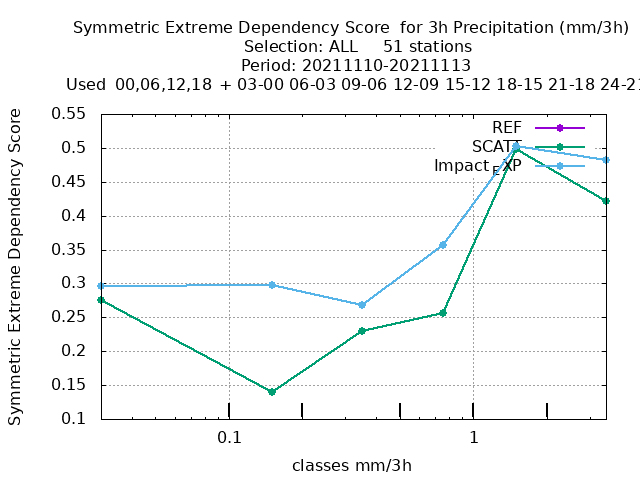 Symmetric Extreme Dependency Score  for 3h Precipitation (mm/3h)
Selection: ALL     51 stations
Period: 20211110-20211113
Used  00,06,12,18  + 03-00 06-03 09-06 12-09 15-12 18-15 21-18 24-21
0.55
REF
0.5
SCATT
Impact_EXP
0.45
0.4
0.35
0.3
0.25
0.2
0.15
0.1
Symmetric Extreme Dependency Score
0.1 1
classes mm/3h